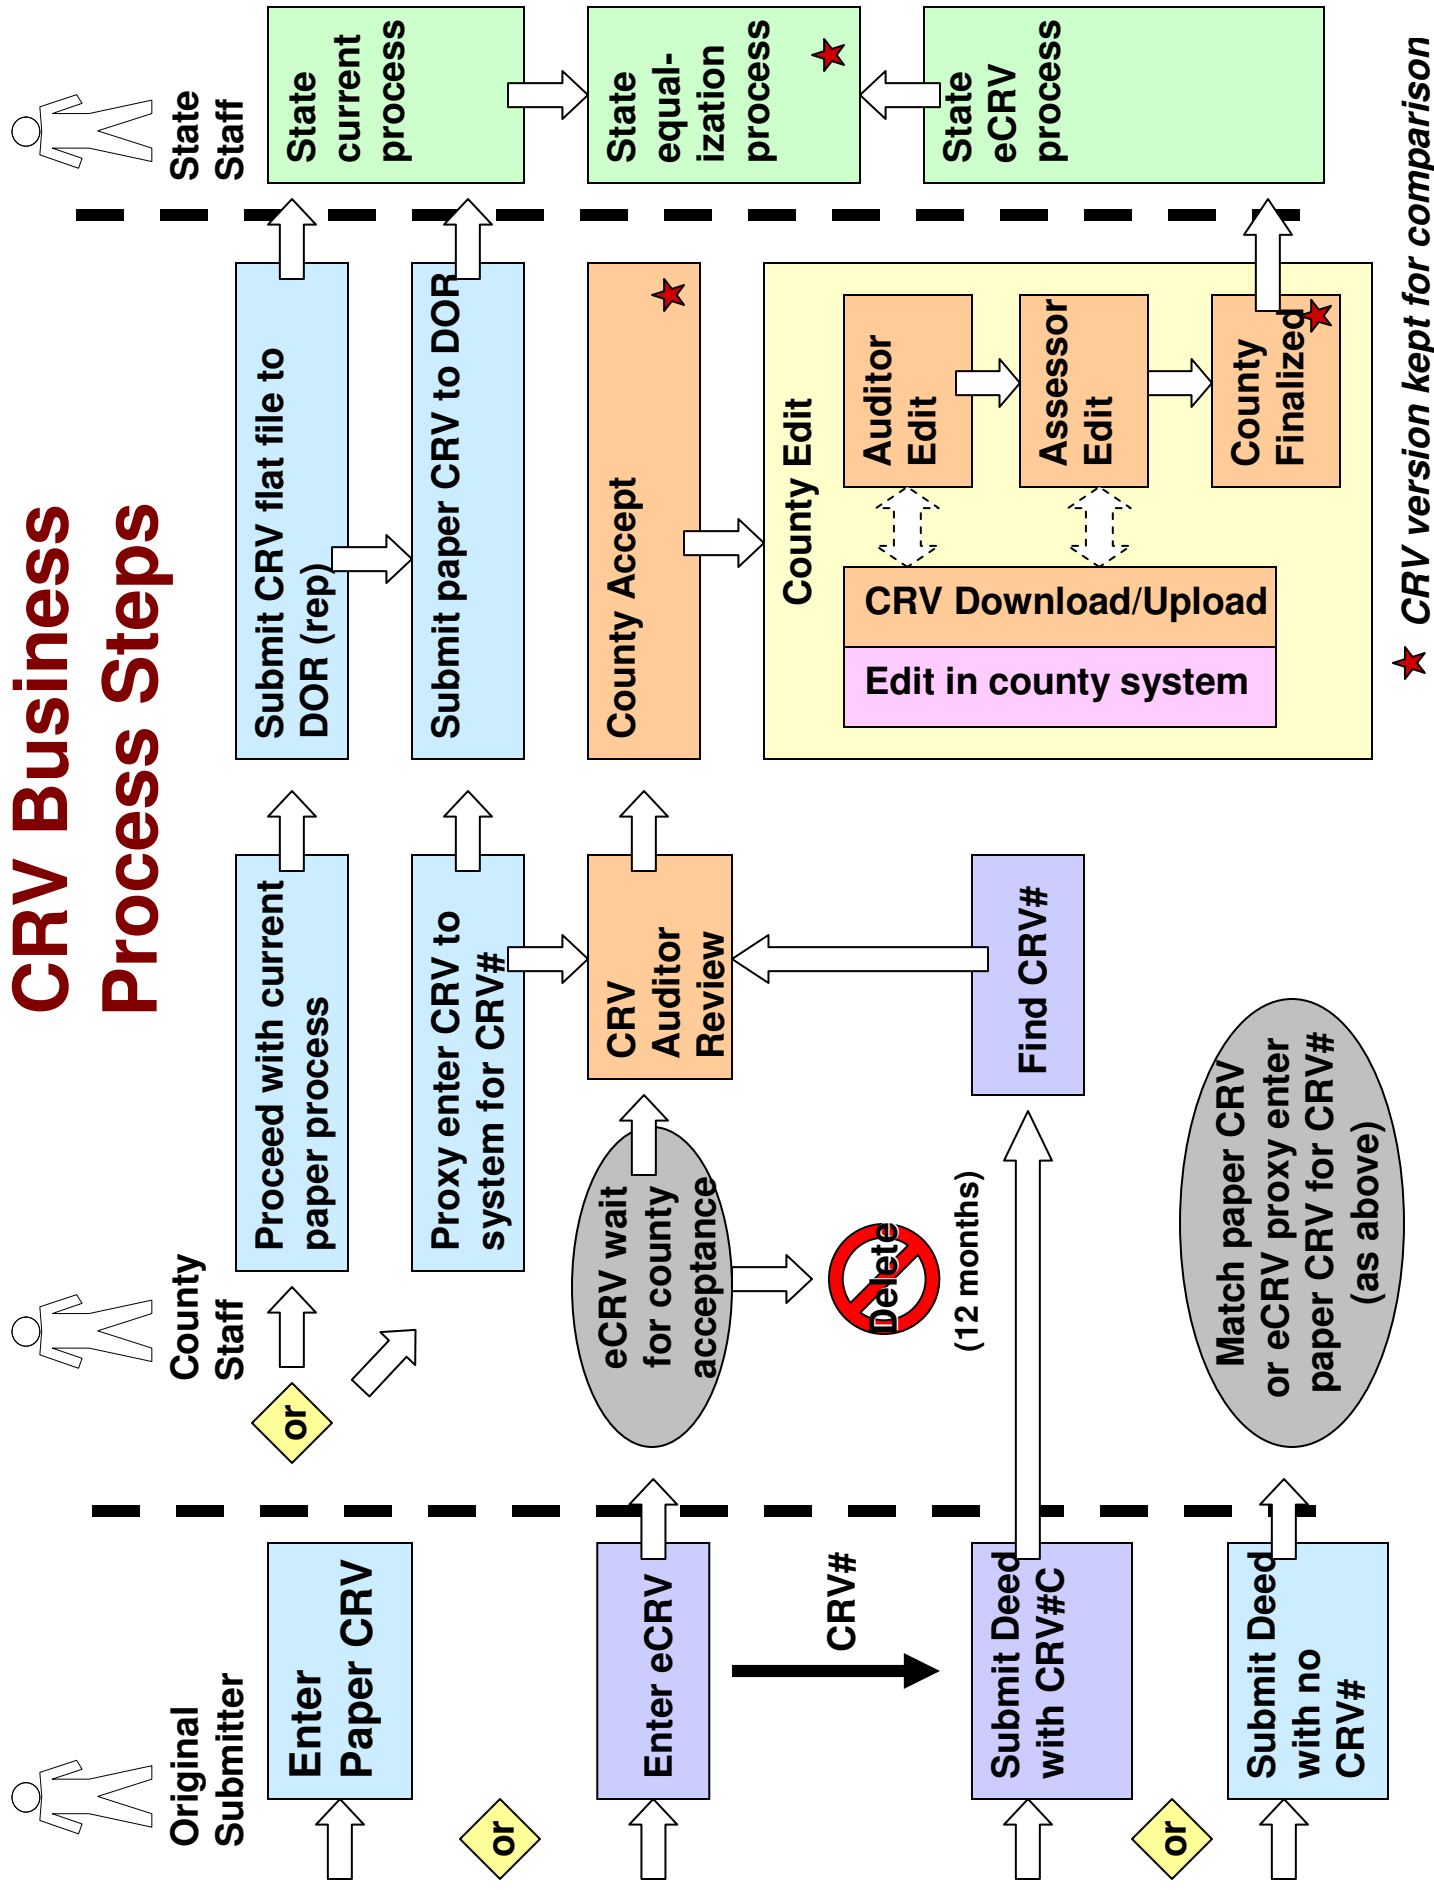 CRV Business
Process Steps
Original
Submitter
County
Staff
State
Staff
Enter
Paper CRV
or
Proceed with current
paper process
Submit CRV flat file to
DOR (rep)
State
current
process
Proxy enter CRV to
system for CRV#
Submit paper CRV to DOR
or
Enter eCRV
eCRV wait
for county
acceptance
CRV
Auditor
Review
County Accept
State
equal-
ization
process
CRV#
Delete
(12 months)
County Edit
Auditor
Edit
Assessor
Edit
County
Finalized
CRV Download/Upload
Edit in county system
State
eCRV
process
Submit Deed
with CRV#C
Find CRV#
or
Submit Deed
with no
CRV#
Match paper CRV
or eCRV proxy enter
paper CRV for CRV#
(as above)
CRV version kept for comparison